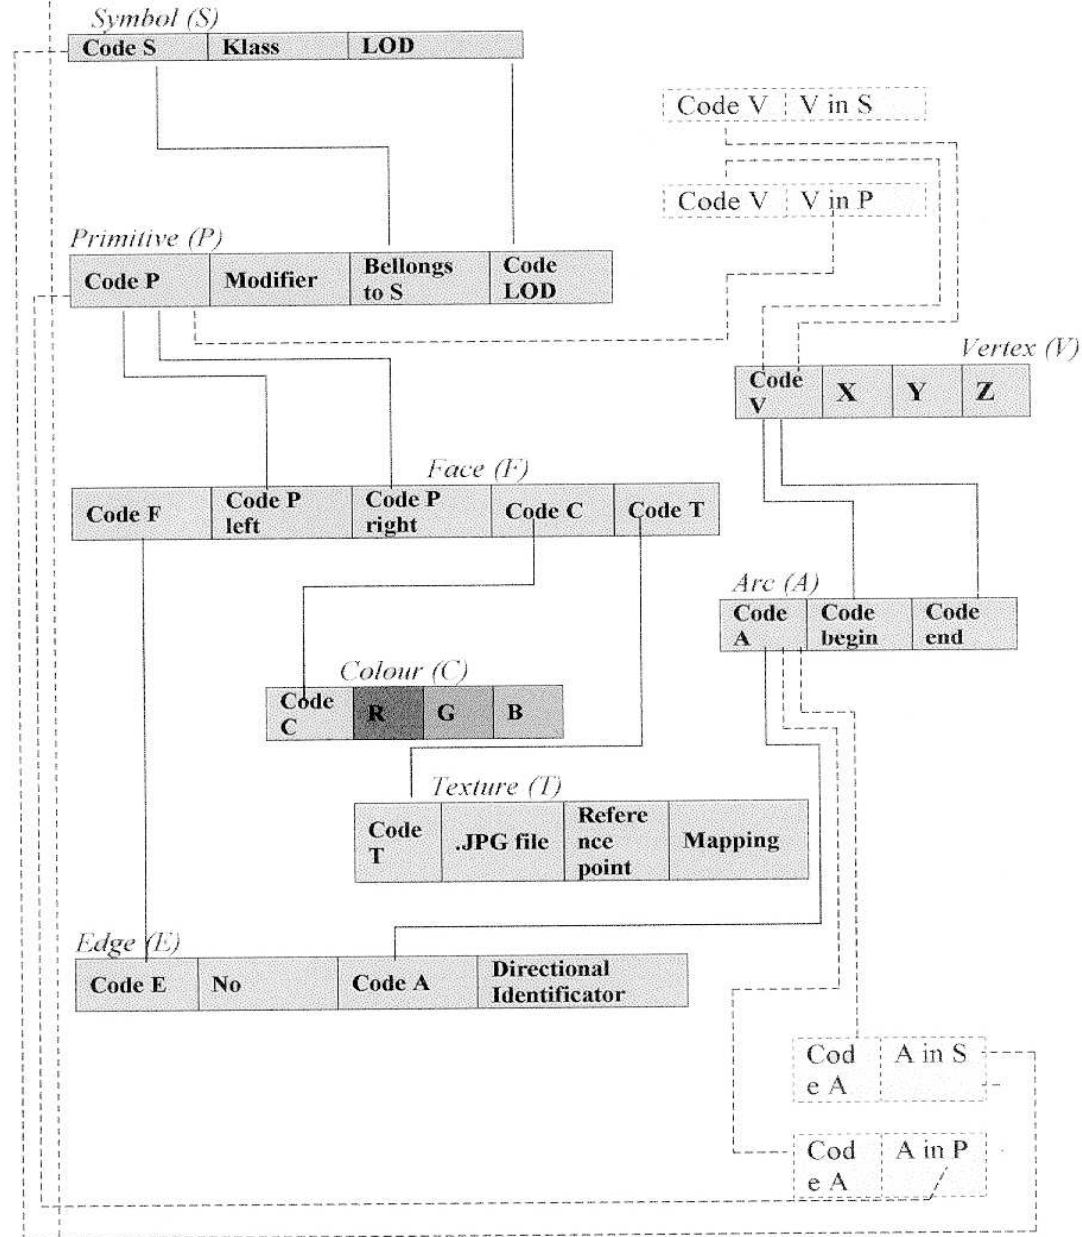 Symbol (S)
Code S Klass LOD
Code V V in S
Code V V in P
Primitive (P)
Code P Modifier Bellongs to S Code LOD
Vertex (V)
Code V X Y Z
Face (F)
Code F Code P left Code P right Code C Code T
Arc (A)
Code A Code begin Code end
Colour (C)
Code C R G B
Texture (T)
Code T .JPG file Refere nce point Mapping
Edge (E)
Code E No Code A Directional Identificator
Cod e A A in S
Cod e A A in P